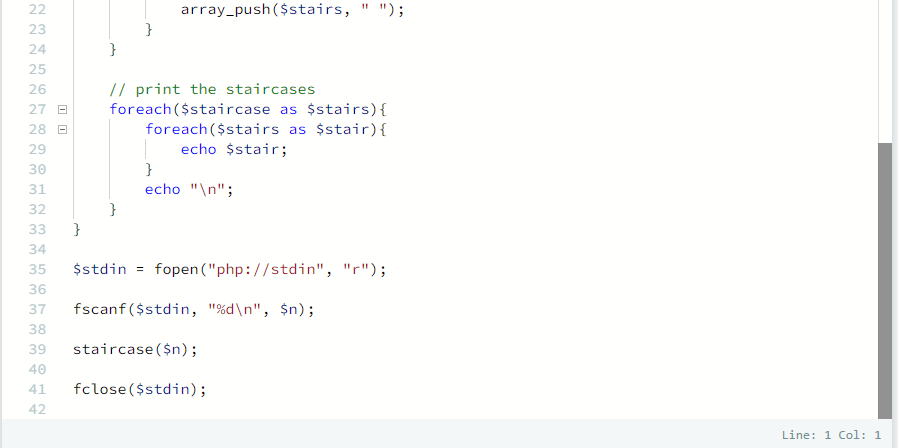 22 array_push($stairs, " ");
23 }
24 }
25
26 // print the staircases
27 foreach($staircase as $stairs){
28 foreach($stairs as $stair){
29 echo $stair;
30 }
31 echo "\n";
32 }
33 }
34
35 $stdin = fopen("php://stdin", "r");
36
37 fscanf($stdin, "%d\n", $n);
38
39 staircase($n);
40
41 fclose($stdin);
42
Line: 1 Col: 1